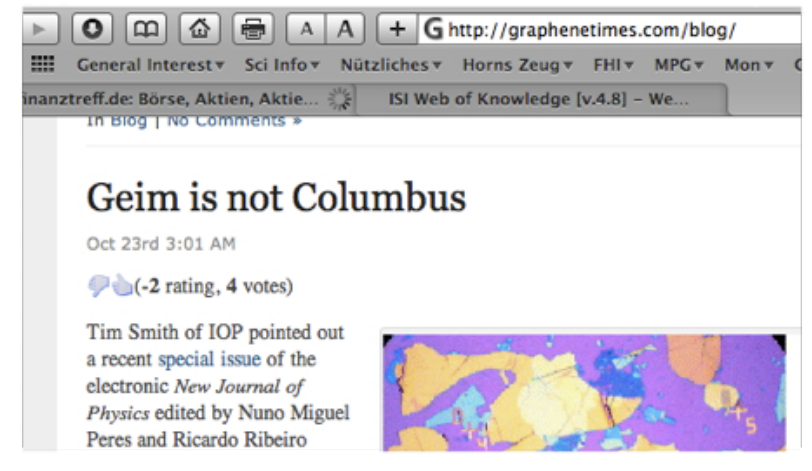 A A + G http://graphenetimes.com/blog/
General Interest▾ Sci Info▾ Nützliches▾ Horns Zeug▾ FHI▾ MPG▾ Mon▾
inanztreff.de: Börse, Aktien, Aktie... ISI Web of Knowledge [v.4.8] – We...
In Blog | No Comments »
Geim is not Columbus
Oct 23rd 3:01 AM
(-2 rating, 4 votes)
Tim Smith of IOP pointed out
a recent special issue of the
electronic New Journal of
Physics edited by Nuno Miguel
Peres and Ricardo Ribeiro